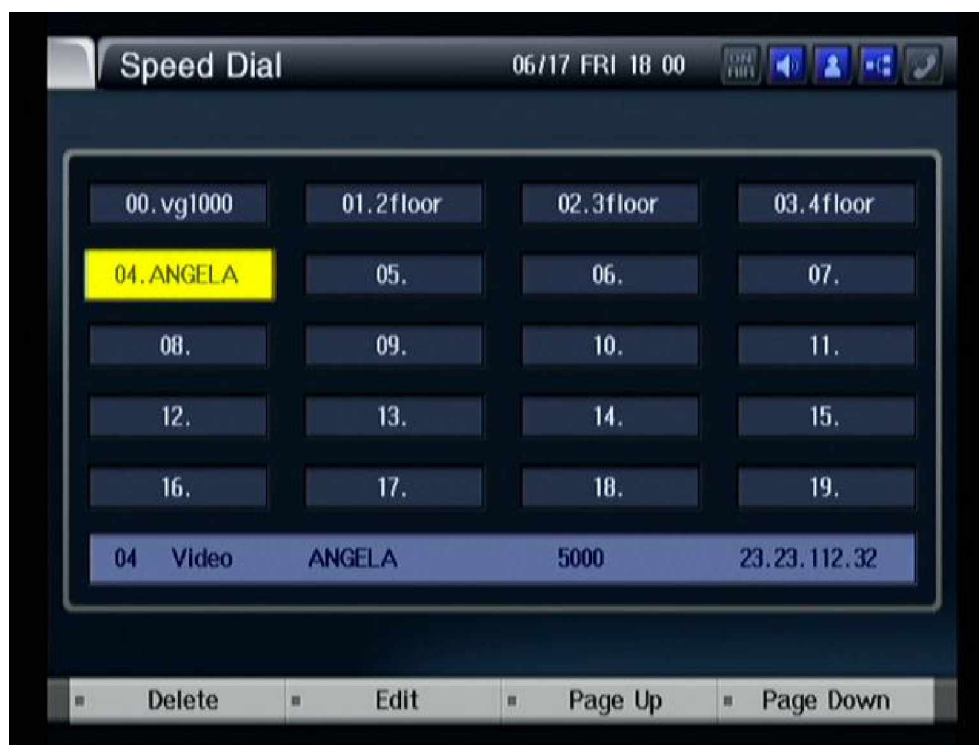 Speed Dial 06/17 FRI 18 00 ON AIR
00.vg1000 01.2floor 02.3floor 03.4floor
04.ANGELA 05. 06. 07.
08. 09. 10. 11.
12. 13. 14. 15.
16. 17. 18. 19.
04 Video ANGELA 5000 23.23.112.32
Delete Edit Page Up Page Down